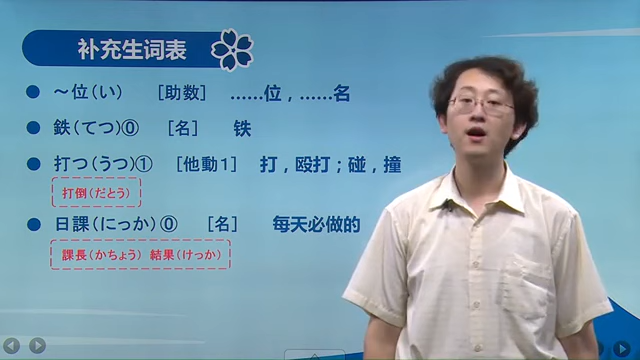 补充生词表
～位（い） ［助数］ ……位，……名
鉄（てつ）⓪ ［名］ 铁
打つ（うつ）① ［他動1］ 打，殴打；碰，撞
打倒（だとう）
日課（にっか）⓪ ［名］ 每天必做的
課長（かちょう） 結果（けっか）